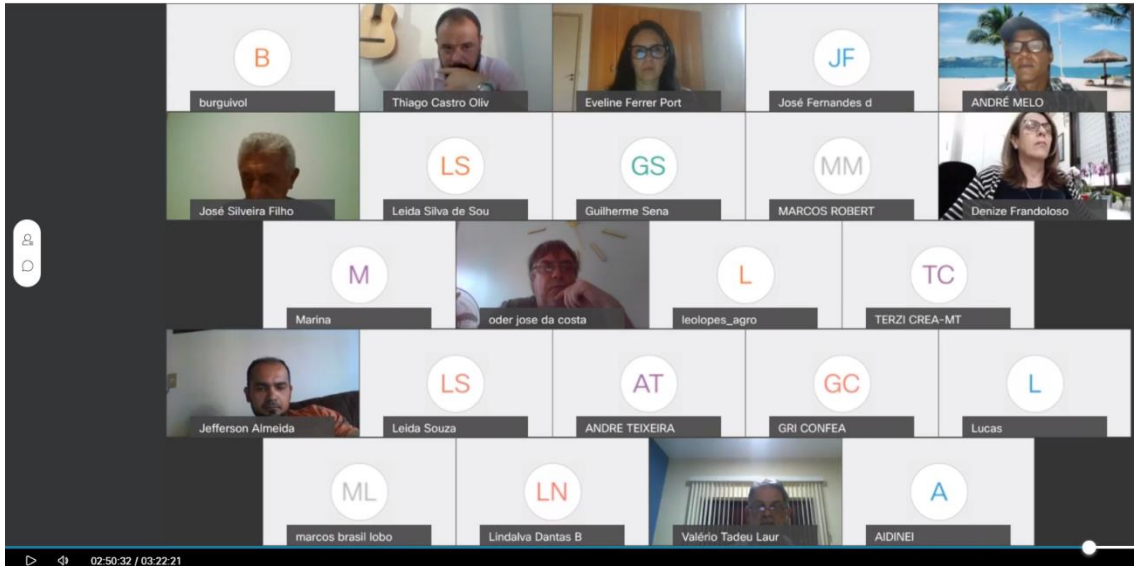 B
burguivol
Thiago Castro Oliv
Eveline Ferrer Port
JF
José Fernandes d
ANDRÉ MELO
José Silveira Filho
LS
Leida Silva de Sou
GS
Guilherme Sena
MM
MARCOS ROBERT
Denize Frandoloso
M
Marina
oder jose da costa
L
leolopes_agro
TC
TERZI CREA-MT
Jefferson Almeida
LS
Leida Souza
AT
ANDRE TEIXEIRA
GC
GRI CONFEA
L
Lucas
ML
marcos brasil lobo
LN
Lindalva Dantas B
Valério Tadeu Laur
A
AIDINEI
02:50:32 / 03:22:21